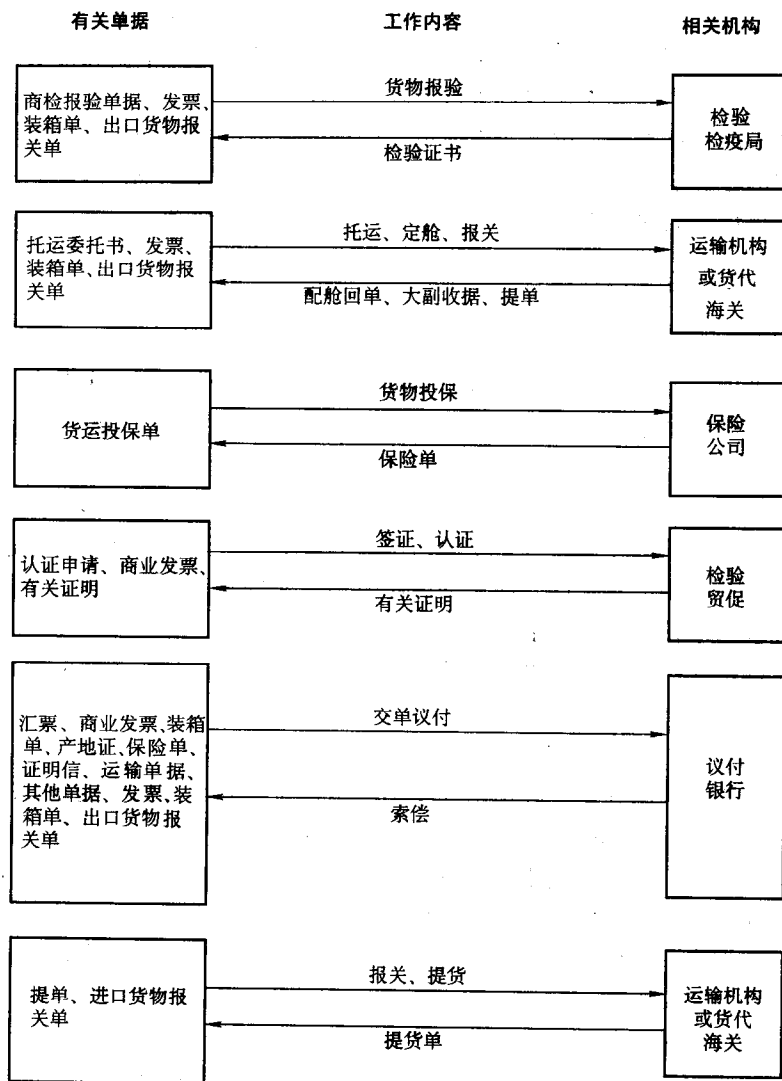 有关单据
工作内容
相关机构
商检报验单据、发票、
装箱单、出口货物报
关单
货物报验
检验证书
检验
检疫局
托运委托书、发票、
装箱单、出口货物报
关单
托运、定舱、报关
配舱回单、大副收据、提单
运输机构
或货代
海关
货运投保单
货物投保
保险单
保险
公司
认证申请、商业发票、
有关证明
签证、认证
有关证明
检验
贸促
汇票、商业发票、装箱
单、产地证、保险单、
证明信、运输单据、
其他单据、发票、装
箱单、出口货物报
关单
交单议付
索偿
议付
银行
提单、进口货物报
关单
报关、提货
提货单
运输机构
或货代
海关